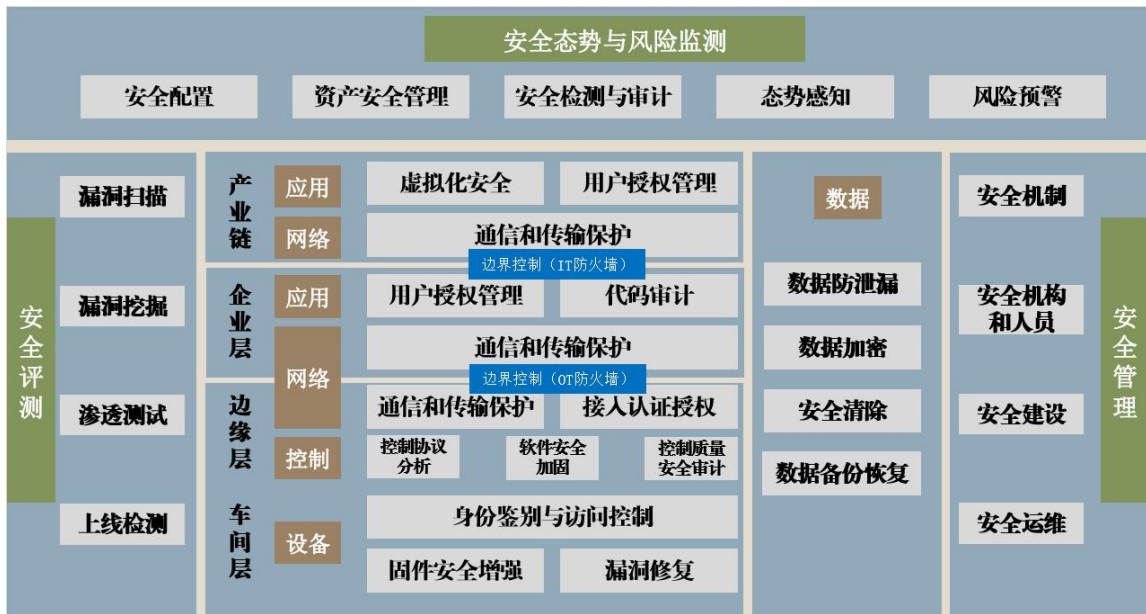 安全态势与风险监测
安全配置
资产安全管理
安全检测与审计
态势感知
风险预警
安全评测
漏洞扫描
漏洞挖掘
渗透测试
上线检测
产业链
应用
虚拟化安全
用户授权管理
网络
通信和传输保护
边界控制（IT防火墙）
企业层
应用
用户授权管理
代码审计
网络
通信和传输保护
边界控制（OT防火墙）
边缘层
通信和传输保护
接入认证授权
控制
控制协议
分析
软件安全
加固
控制质量
安全审计
车间层
设备
身份鉴别与访问控制
固件安全增强
漏洞修复
数据
数据防泄漏
数据加密
安全清除
数据备份恢复
安全机制
安全机构
和人员
安全建设
安全运维
安全管理